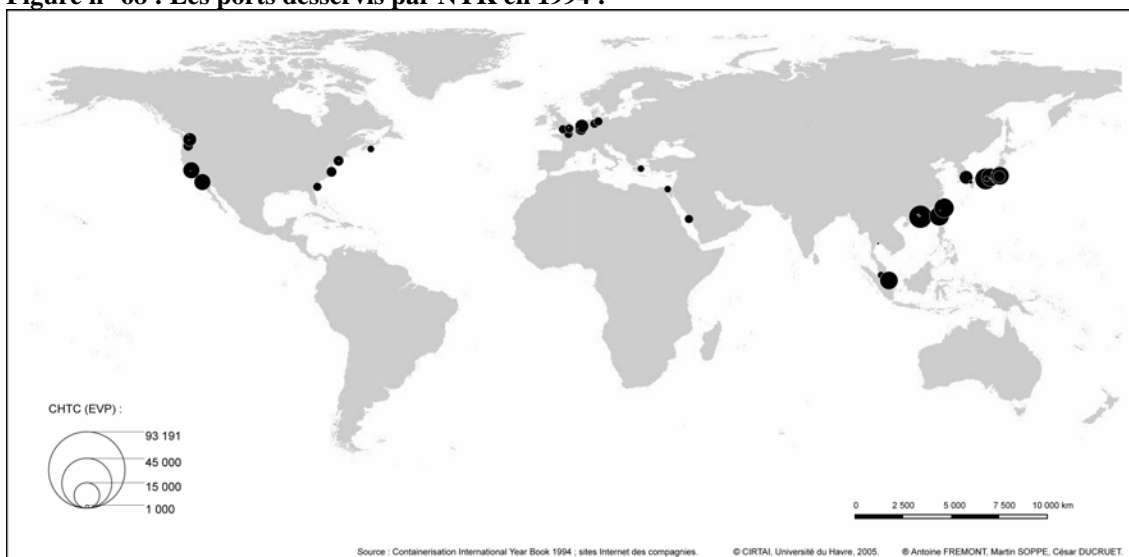 Figure n° 68 : Les ports desservis par NYK en 1994 :
CHTC (EVP) :
93 191
45 000
15 000
1 000
0 2 500 5 000 7 500 10 000 km
Source : Containerisation International Year Book 1994 ; sites Internet des compagnies. © CIRTAI, Université du Havre, 2005. ® Antoine FREMONT, Martin SOPPE, César DUCRUET.